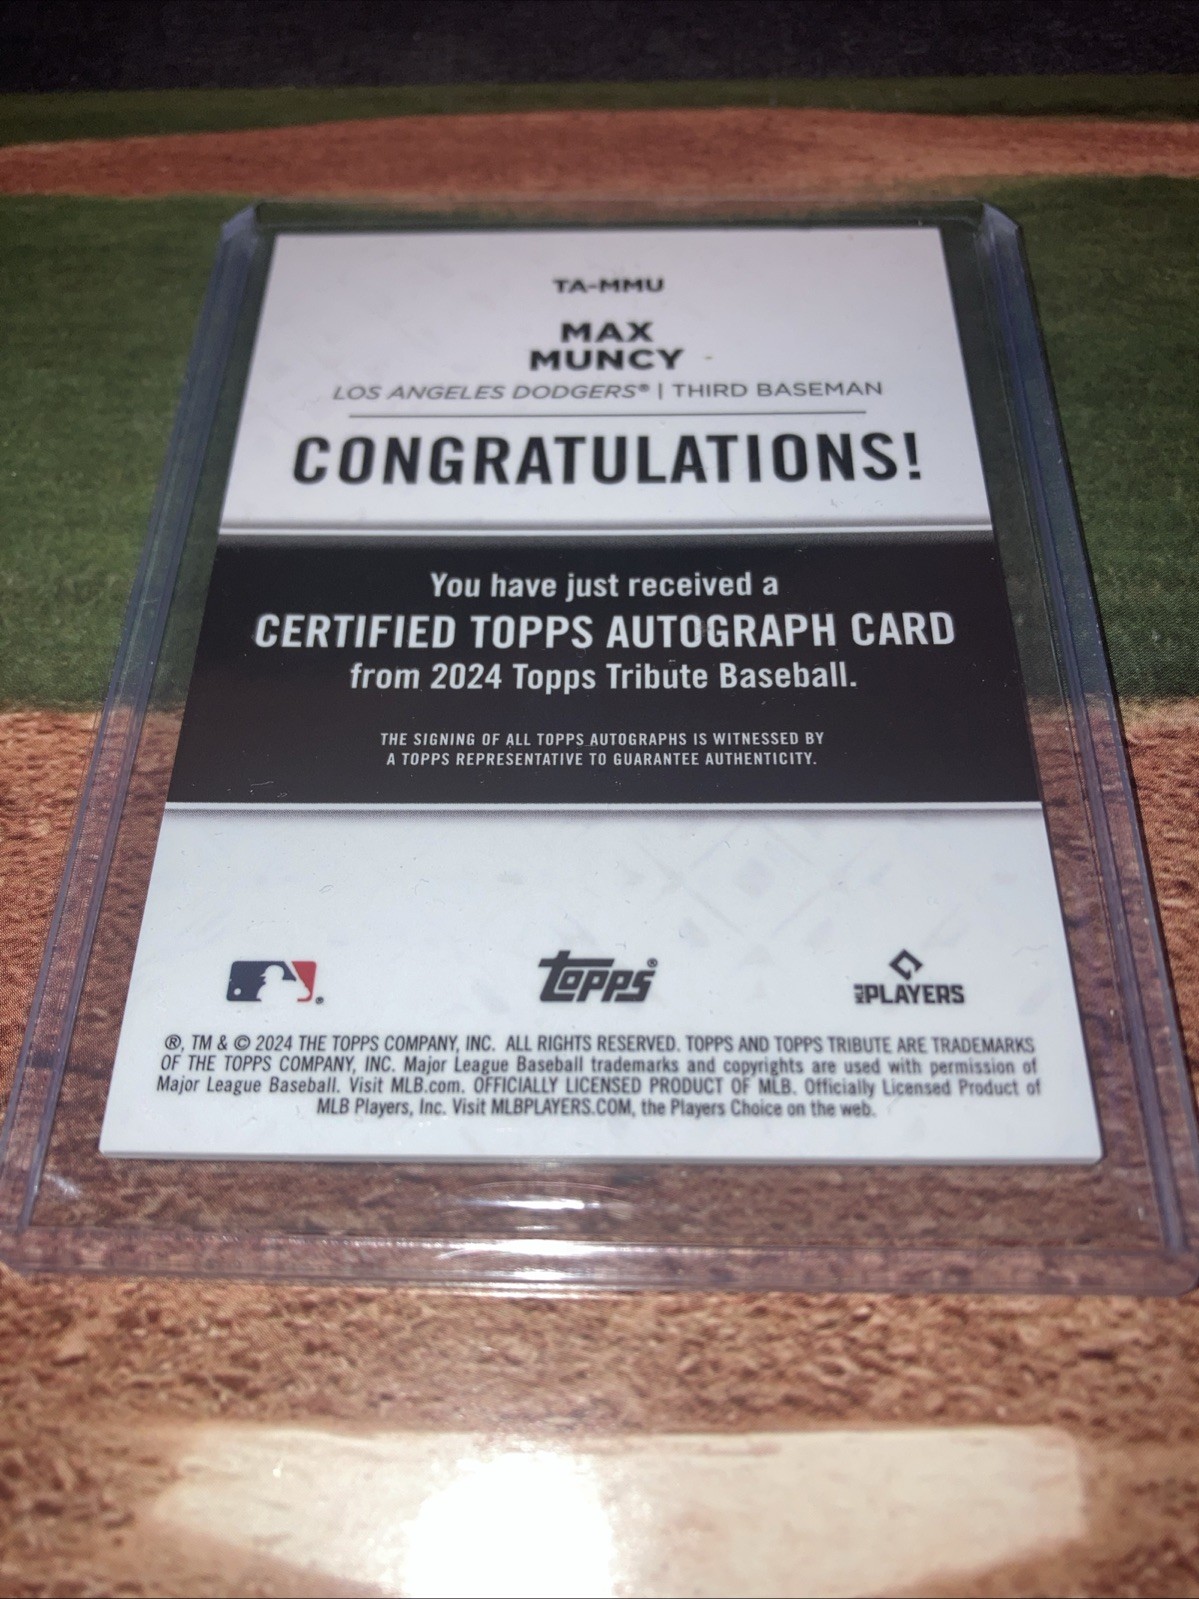 TA-MMU
MAX
MUNCY
LOS ANGELES DODGERS® | THIRD BASEMAN
CONGRATULATIONS!
You have just received a
CERTIFIED TOPPS AUTOGRAPH CARD
from 2024 Topps Tribute Baseball.
THE SIGNING OF ALL TOPPS AUTOGRAPHS IS WITNESSED BY
A TOPPS REPRESENTATIVE TO GUARANTEE AUTHENTICITY.
topps® MLB PLAYERS
®, TM & © 2024 THE TOPPS COMPANY, INC. ALL RIGHTS RESERVED. TOPPS AND TOPPS TRIBUTE ARE TRADEMARKS
OF THE TOPPS COMPANY, INC. Major League Baseball trademarks and copyrights are used with permission of
Major League Baseball. Visit MLB.com. OFFICIALLY LICENSED PRODUCT OF MLB. Officially Licensed Product of
MLB Players, Inc. Visit MLBPLAYERS.COM, the Players Choice on the web.